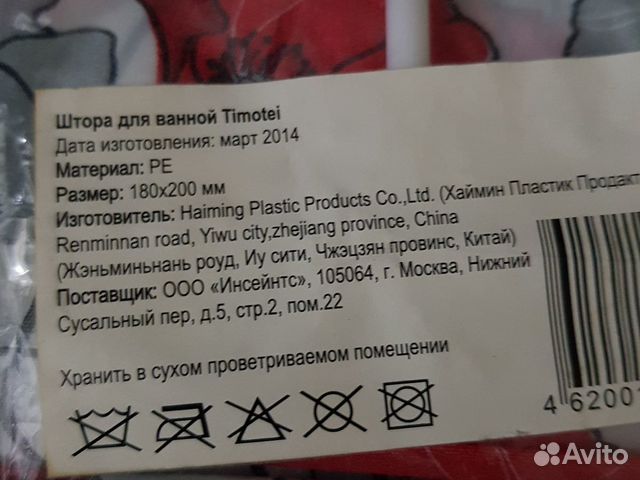 Штора для ванной Timotei
Дата изготовления: март 2014
Материал: PE
Размер: 180x200 мм
Изготовитель: Haiming Plastic Products Co.,Ltd. (Хаймин Пластик Продакт
Renminnan road, Yiwu city,zhejiang province, China
(Жэньминьнань роуд, Иу сити, Чжэцзян провинс, Китай)
Поставщик: ООО «Инсейнтс», 105064, г. Москва, Нижний
Сусальный пер, д.5, стр.2, пом.22
Хранить в сухом проветриваемом помещении
4 6200
Avito